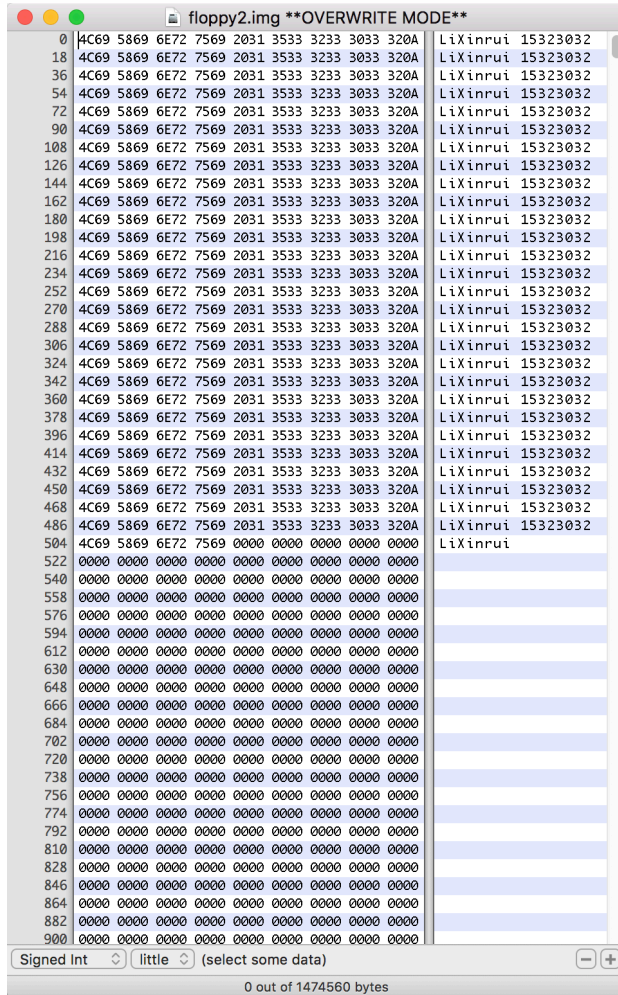 floppy2.img **OVERWRITE MODE**
0 4C69 5869 6E72 7569 2031 3533 3233 3033 320A LiXinrui 15323032
18 4C69 5869 6E72 7569 2031 3533 3233 3033 320A LiXinrui 15323032
36 4C69 5869 6E72 7569 2031 3533 3233 3033 320A LiXinrui 15323032
54 4C69 5869 6E72 7569 2031 3533 3233 3033 320A LiXinrui 15323032
72 4C69 5869 6E72 7569 2031 3533 3233 3033 320A LiXinrui 15323032
90 4C69 5869 6E72 7569 2031 3533 3233 3033 320A LiXinrui 15323032
108 4C69 5869 6E72 7569 2031 3533 3233 3033 320A LiXinrui 15323032
126 4C69 5869 6E72 7569 2031 3533 3233 3033 320A LiXinrui 15323032
144 4C69 5869 6E72 7569 2031 3533 3233 3033 320A LiXinrui 15323032
162 4C69 5869 6E72 7569 2031 3533 3233 3033 320A LiXinrui 15323032
180 4C69 5869 6E72 7569 2031 3533 3233 3033 320A LiXinrui 15323032
198 4C69 5869 6E72 7569 2031 3533 3233 3033 320A LiXinrui 15323032
216 4C69 5869 6E72 7569 2031 3533 3233 3033 320A LiXinrui 15323032
234 4C69 5869 6E72 7569 2031 3533 3233 3033 320A LiXinrui 15323032
252 4C69 5869 6E72 7569 2031 3533 3233 3033 320A LiXinrui 15323032
270 4C69 5869 6E72 7569 2031 3533 3233 3033 320A LiXinrui 15323032
288 4C69 5869 6E72 7569 2031 3533 3233 3033 320A LiXinrui 15323032
306 4C69 5869 6E72 7569 2031 3533 3233 3033 320A LiXinrui 15323032
324 4C69 5869 6E72 7569 2031 3533 3233 3033 320A LiXinrui 15323032
342 4C69 5869 6E72 7569 2031 3533 3233 3033 320A LiXinrui 15323032
360 4C69 5869 6E72 7569 2031 3533 3233 3033 320A LiXinrui 15323032
378 4C69 5869 6E72 7569 2031 3533 3233 3033 320A LiXinrui 15323032
396 4C69 5869 6E72 7569 2031 3533 3233 3033 320A LiXinrui 15323032
414 4C69 5869 6E72 7569 2031 3533 3233 3033 320A LiXinrui 15323032
432 4C69 5869 6E72 7569 2031 3533 3233 3033 320A LiXinrui 15323032
450 4C69 5869 6E72 7569 2031 3533 3233 3033 320A LiXinrui 15323032
468 4C69 5869 6E72 7569 2031 3533 3233 3033 320A LiXinrui 15323032
486 4C69 5869 6E72 7569 2031 3533 3233 3033 320A LiXinrui 15323032
504 4C69 5869 6E72 7569 0000 0000 0000 0000 0000 LiXinrui
522 0000 0000 0000 0000 0000 0000 0000 0000 0000
540 0000 0000 0000 0000 0000 0000 0000 0000 0000
558 0000 0000 0000 0000 0000 0000 0000 0000 0000
576 0000 0000 0000 0000 0000 0000 0000 0000 0000
594 0000 0000 0000 0000 0000 0000 0000 0000 0000
612 0000 0000 0000 0000 0000 0000 0000 0000 0000
630 0000 0000 0000 0000 0000 0000 0000 0000 0000
648 0000 0000 0000 0000 0000 0000 0000 0000 0000
666 0000 0000 0000 0000 0000 0000 0000 0000 0000
684 0000 0000 0000 0000 0000 0000 0000 0000 0000
702 0000 0000 0000 0000 0000 0000 0000 0000 0000
720 0000 0000 0000 0000 0000 0000 0000 0000 0000
738 0000 0000 0000 0000 0000 0000 0000 0000 0000
756 0000 0000 0000 0000 0000 0000 0000 0000 0000
774 0000 0000 0000 0000 0000 0000 0000 0000 0000
792 0000 0000 0000 0000 0000 0000 0000 0000 0000
810 0000 0000 0000 0000 0000 0000 0000 0000 0000
828 0000 0000 0000 0000 0000 0000 0000 0000 0000
846 0000 0000 0000 0000 0000 0000 0000 0000 0000
864 0000 0000 0000 0000 0000 0000 0000 0000 0000
882 0000 0000 0000 0000 0000 0000 0000 0000 0000
900 0000 0000 0000 0000 0000 0000 0000 0000 0000
Signed Int little (select some data)
0 out of 1474560 bytes